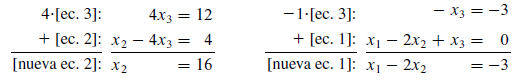 4·[ec. 3]: 4x₃ = 12
+ [ec. 2]: x₂ − 4x₃ = 4
[nueva ec. 2]: x₂ = 16
−1·[ec. 3]: − x₃ = −3
+ [ec. 1]: x₁ − 2x₂ + x₃ = 0
[nueva ec. 1]: x₁ − 2x₂ = −3